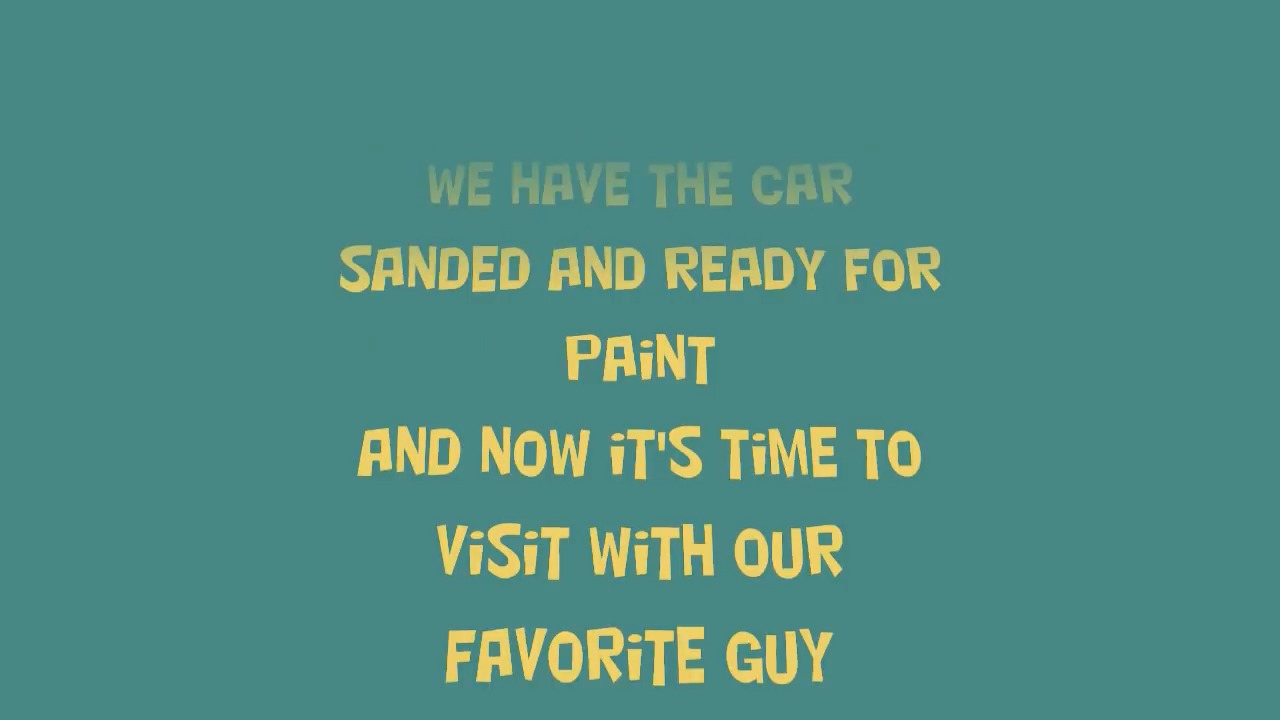 WE HAVE THE CAR
SANDED AND READY FOR
PAiNT
AND NOW iT'S TiME TO
ViSiT WiTH OUR
FAVORiTE GUY